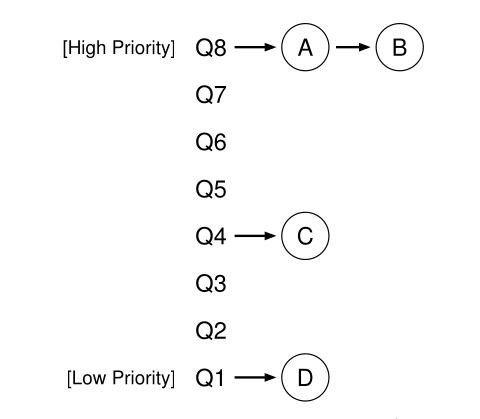 [High Priority] Q8 A B
Q7
Q6
Q5
Q4 C
Q3
Q2
[Low Priority] Q1 D